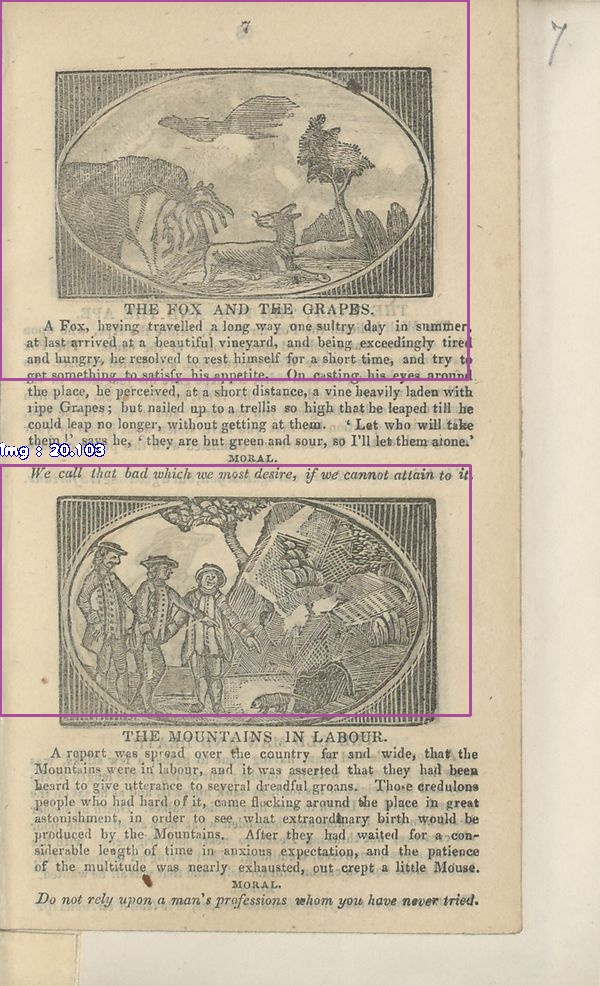 7
7
THE FOX AND THE GRAPES.
A Fox, heving travelled a long way one sultry day in summer,
at last arrived at a beautiful vineyard, and being exceedingly tired
and hungry, he resolved to rest himself for a short time, and try to
get something to satisfy his appetite. On casting his eyes around
the place, he perceived, at a short distance, a vine heavily laden with
ripe Grapes; but nailed up to a trellis so high that he leaped till he
could leap no longer, without getting at them. ‘Let who will take
them!’ says he, ‘they are but green and sour, so I'll let them alone.’
img : 20.103
MORAL.
We call that bad which we most desire, if we cannot attain to it.
THE MOUNTAINS IN LABOUR.
A report was spread over the country far and wide, that the
Mountains were in labour, and it was asserted that they had been
heard to give utterance to several dreadful groans. Those credulons
people who had hard of it, came flocking around the place in great
astonishment, in order to see what extraordinary birth would be
produced by the Mountains. After they had waited for a con-
siderable length of time in anxious expectation, and the patience
of the multitude was nearly exhausted, out crept a little Mouse.
MORAL.
Do not rely upon a man's professions whom you have never tried.